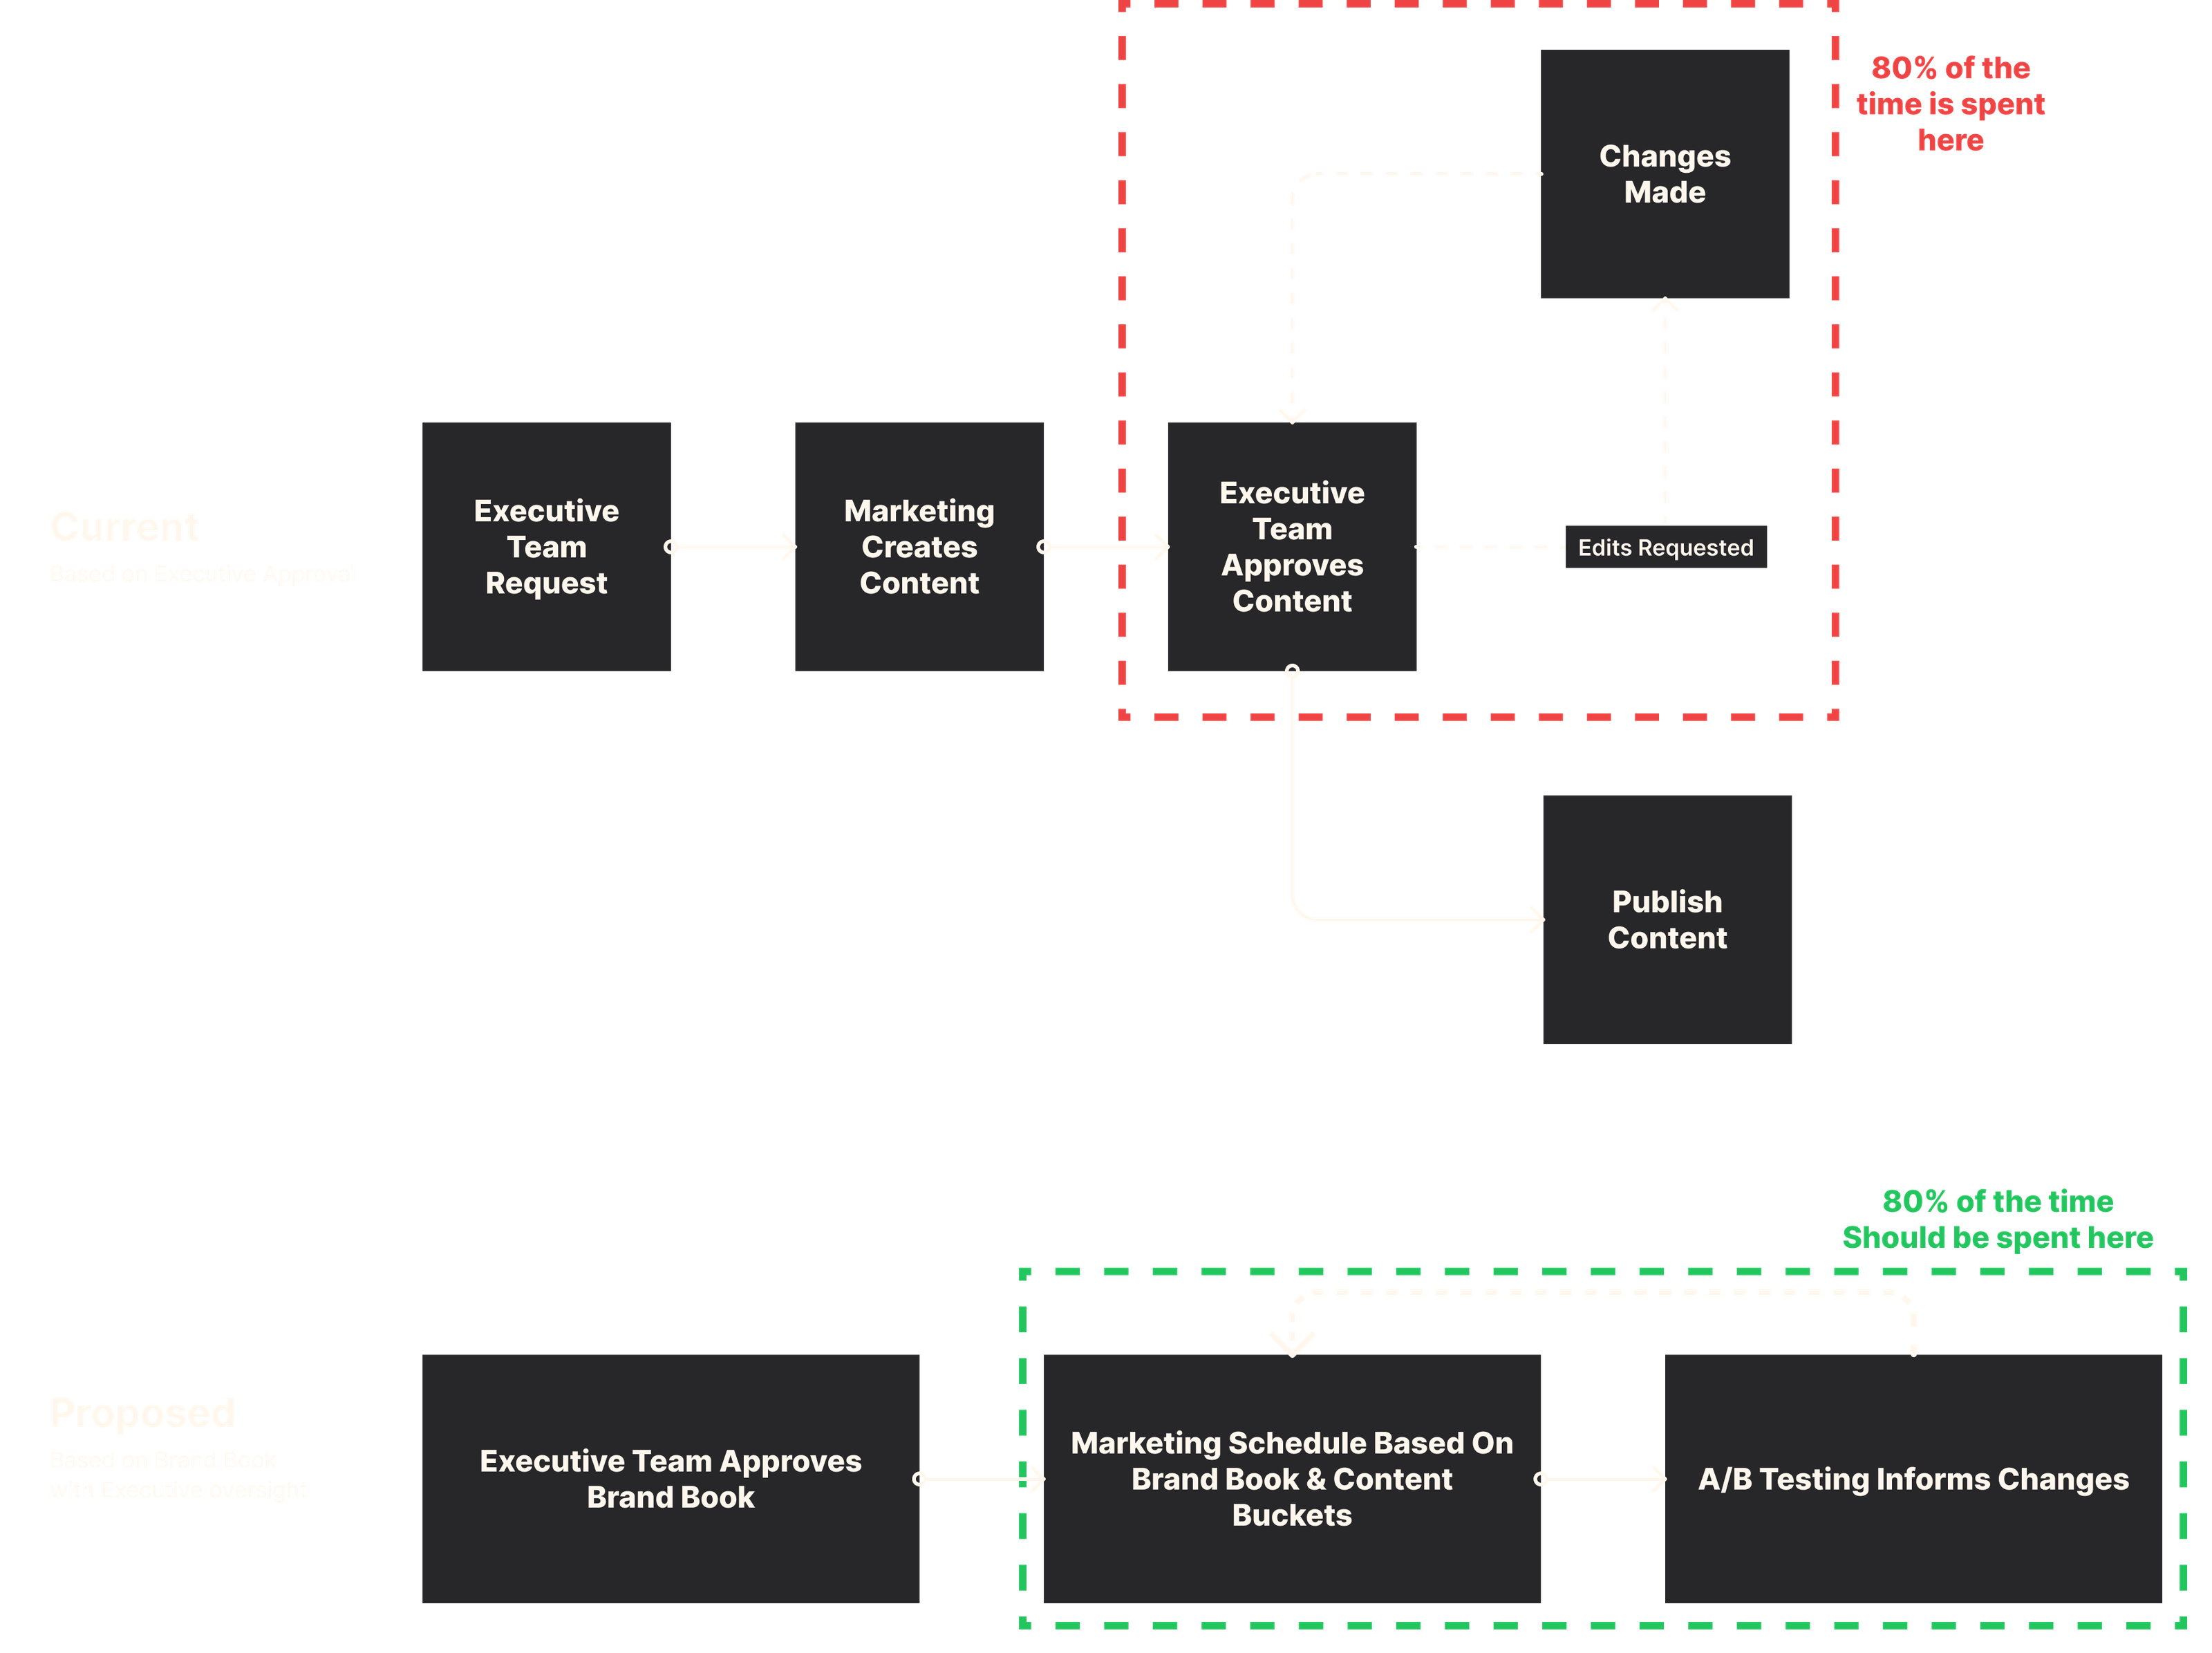 80% of the
time is spent
here
Changes
Made
Current
Based on Executive Approval
Executive
Team
Request
Marketing
Creates
Content
Executive
Team
Approves
Content
Edits Requested
Publish
Content
80% of the time
Should be spent here
Proposed
Based on Brand Book
with Executive oversight
Executive Team Approves
Brand Book
Marketing Schedule Based On
Brand Book & Content
Buckets
A/B Testing Informs Changes